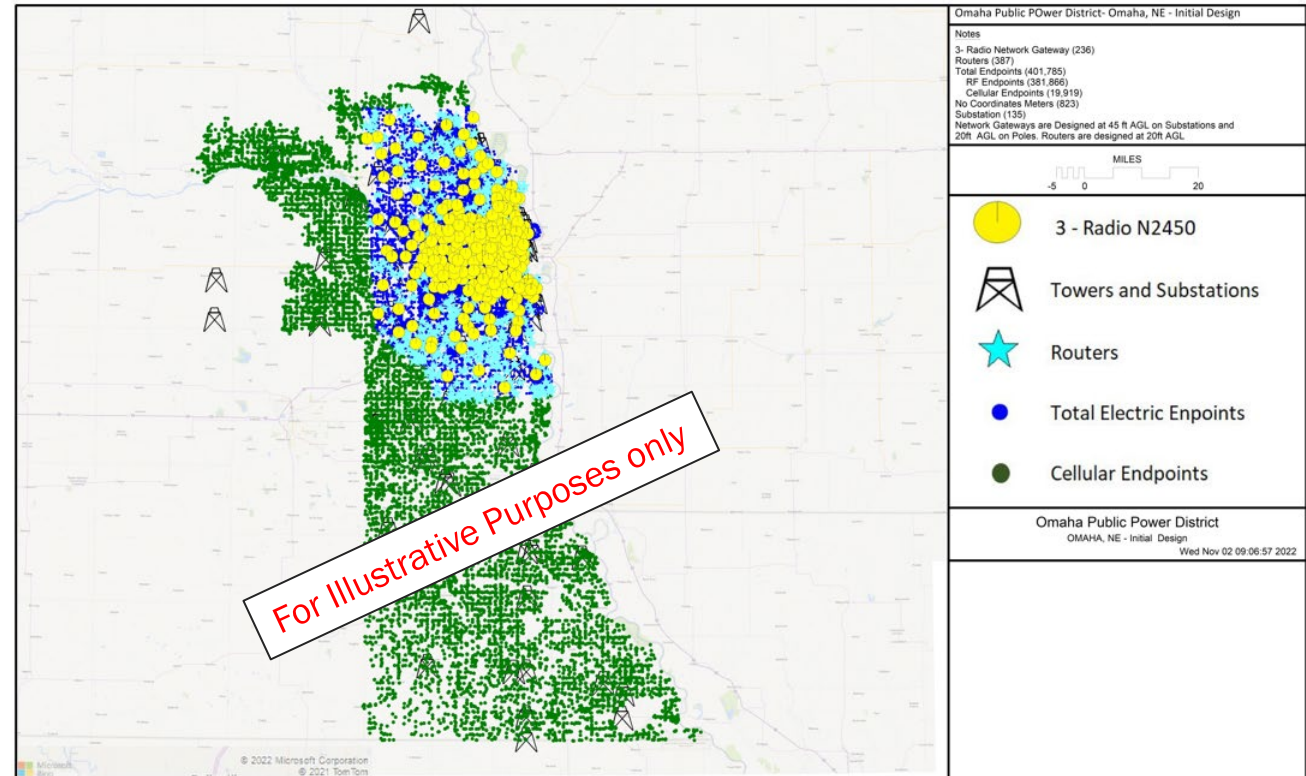 Omaha Public POwer District- Omaha, NE - Initial Design
Notes
3- Radio Network Gateway (236)
Routers (387)
Total Endpoints (401,785)
RF Endpoints (381,866)
Cellular Endpoints (19,919)
No Coordinates Meters (823)
Substation (135)
Network Gateways are Designed at 45 ft AGL on Substations and
20ft AGL on Poles. Routers are designed at 20ft AGL
MILES
-5 0 20
3 - Radio N2450
Towers and Substations
Routers
Total Electric Enpoints
Cellular Endpoints
Omaha Public Power District
OMAHA, NE - Initial Design
Wed Nov 02 09:06:57 2022
For Illustrative Purposes only
Microsoft
© 2022 Microsoft Corporation
© 2021 TomTom